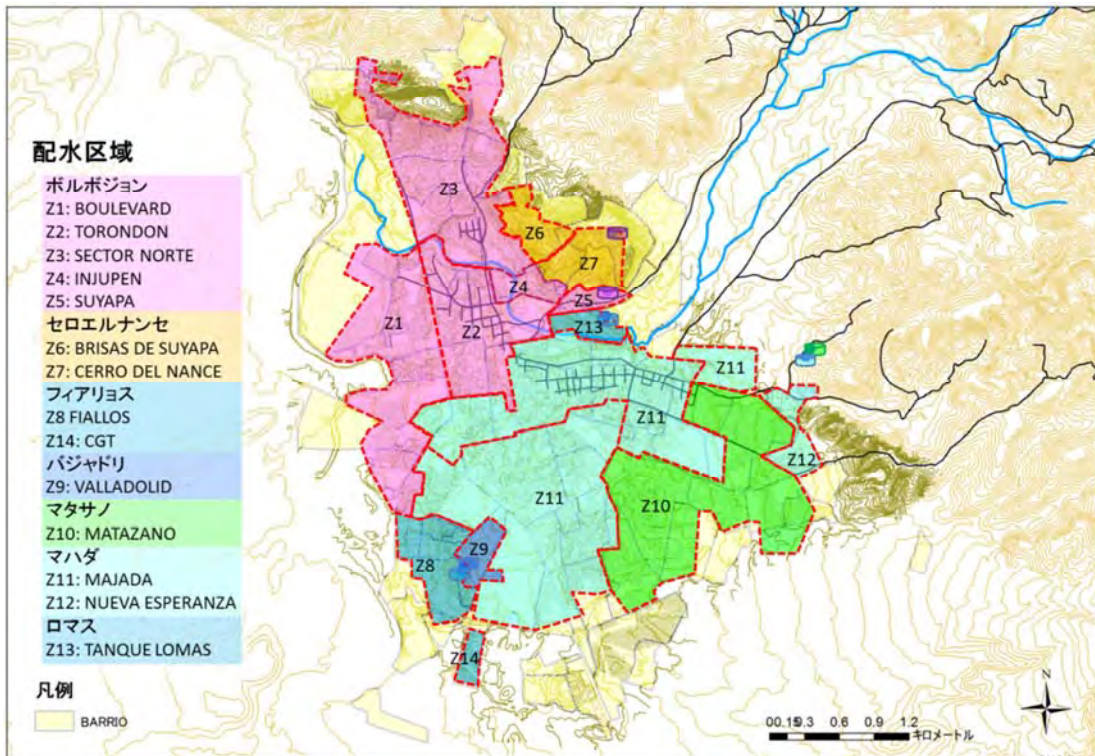 配水区域
ボルボジョン
Z1: BOULEVARD
Z2: TORONDON
Z3: SECTOR NORTE
Z4: INJUPEN
Z5: SUYAPA
セロエルナンセ
Z6: BRISAS DE SUYAPA
Z7: CERRO DEL NANCE
フィアリョス
Z8 FIALLOS
Z14: CGT
バジャドリ
Z9: VALLADOLID
マタサノ
Z10: MATAZANO
マハダ
Z11: MAJADA
Z12: NUEVA ESPERANZA
ロマス
Z13: TANQUE LOMAS
凡例
BARRIO
Z3
Z6
Z7
Z4
Z5
Z1
Z2
Z13
Z11
Z11
Z12
Z11
Z10
Z9
Z8
Z14
N
0 0.15 0.3 0.6 0.9 1.2
キロメートル